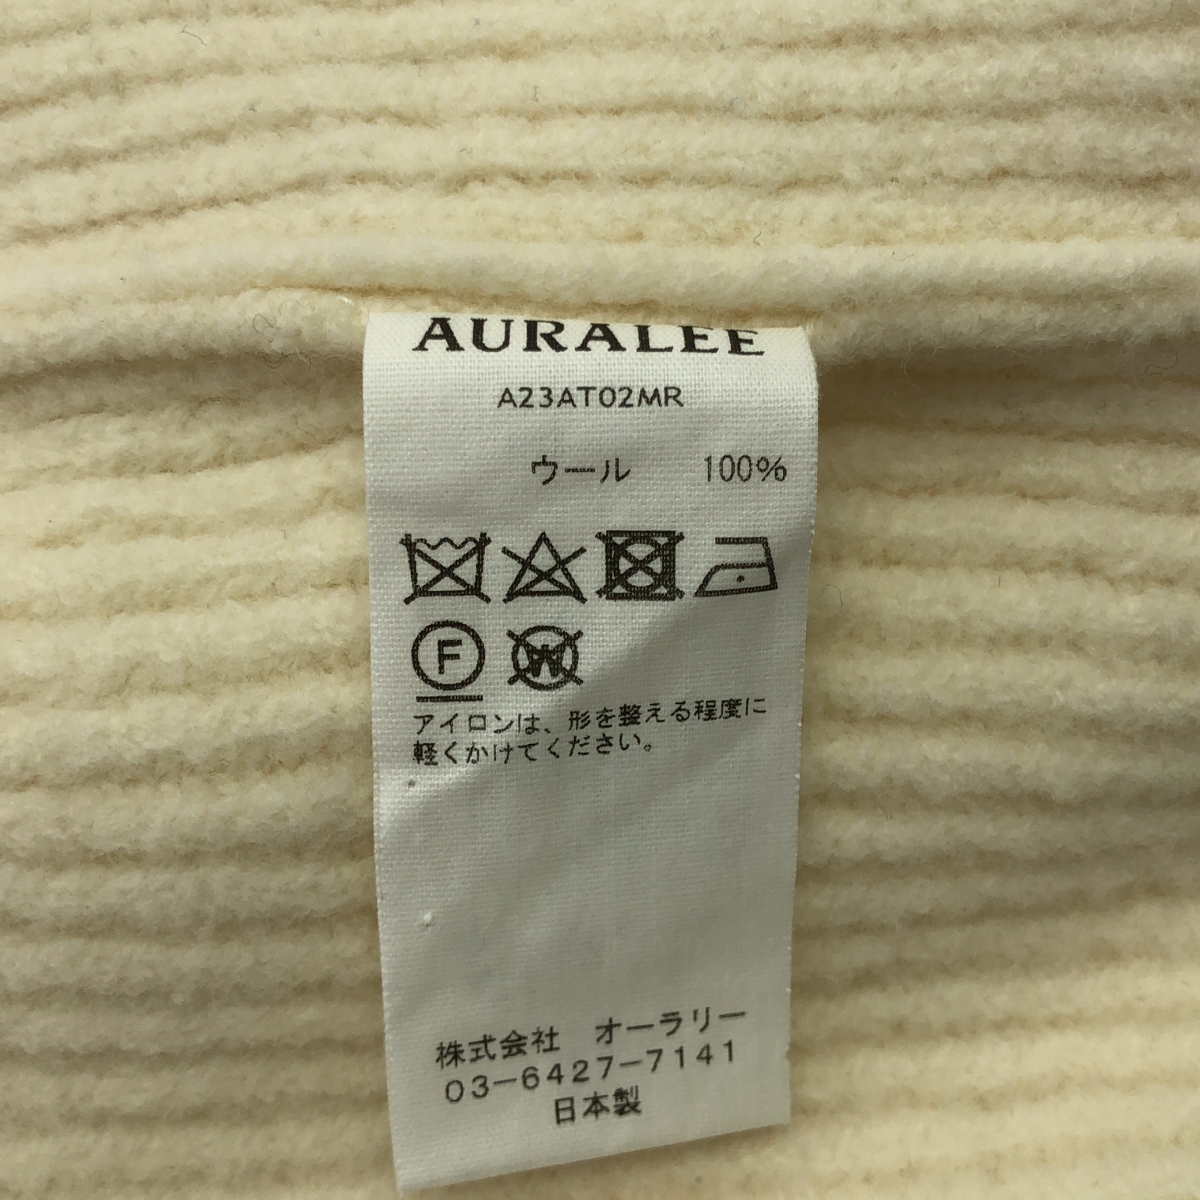 AURALEE
A23AT02MR
ウール 100%
F W
アイロンは、形を整える程度に
軽くかけてください。
株式会社 オーラリー
03-6427-7141
日本製